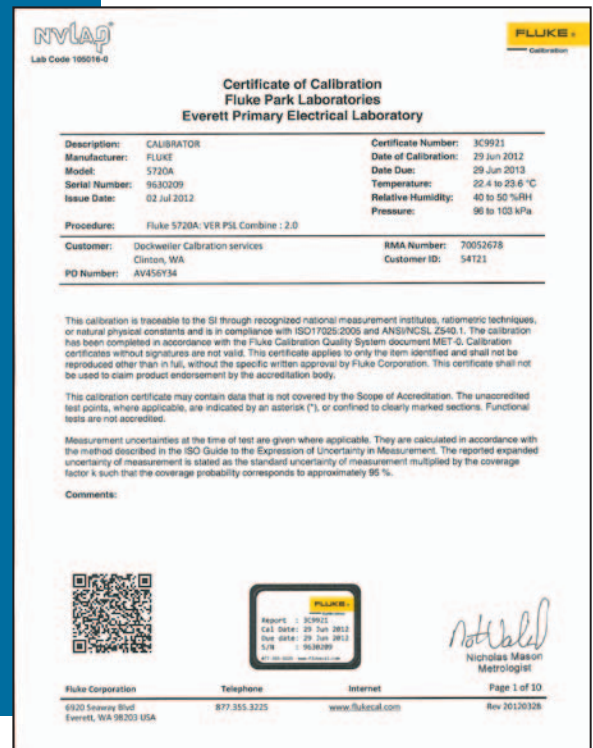 NVLAP
Lab Code 105016-0
FLUKE
Calibration
Certificate of Calibration
Fluke Park Laboratories
Everett Primary Electrical Laboratory
Description: CALIBRATOR Certificate Number: 3C9921
Manufacturer: FLUKE Date of Calibration: 29 Jun 2012
Model: 5720A Date Due: 29 Jun 2013
Serial Number: 9630209 Temperature: 22.4 to 23.6 °C
Issue Date: 02 Jul 2012 Relative Humidity: 40 to 50 %RH
Pressure: 96 to 103 kPa
Procedure: Fluke 5720A: VER PSL Combine : 2.0
Customer: Dockweiler Calbration services RMA Number: 70052678
Clinton, WA Customer ID: 54T21
PO Number: AV456Y34
This calibration is traceable to the SI through recognized national measurement institutes, ratiometric techniques,
or natural physical constants and is in compliance with ISO17025:2005 and ANSI/NCSL Z540.1. The calibration
has been completed in accordance with the Fluke Calibration Quality System document MET-0. Calibration
certificates without signatures are not valid. This certificate applies to only the item identified and shall not be
reproduced other than in full, without the specific written approval by Fluke Corporation. This certificate shall not
be used to claim product endorsement by the accreditation body.
This calibration certificate may contain data that is not covered by the Scope of Accreditation. The unaccredited
test points, where applicable, are indicated by an asterisk (*), or confined to clearly marked sections. Functional
tests are not accredited.
Measurement uncertainties at the time of test are given where applicable. They are calculated in accordance with
the method described in the ISO Guide to the Expression of Uncertainty in Measurement. The reported expanded
uncertainty of measurement is stated as the standard uncertainty of measurement multiplied by the coverage
factor k such that the coverage probability corresponds to approximately 95 %.
Comments:
FLUKE
Report : 3C9921
Cal Date: 29 Jun 2012
Due date: 29 Jun 2013
S/N : 9630209
877.355.3225 www.flukecal.com
Not Valid
Nicholas Mason
Metrologist
Fluke Corporation Telephone Internet Page 1 of 10
6920 Seaway Blvd 877.355.3225 www.flukecal.com Rev 20120328
Everett, WA 98203 USA